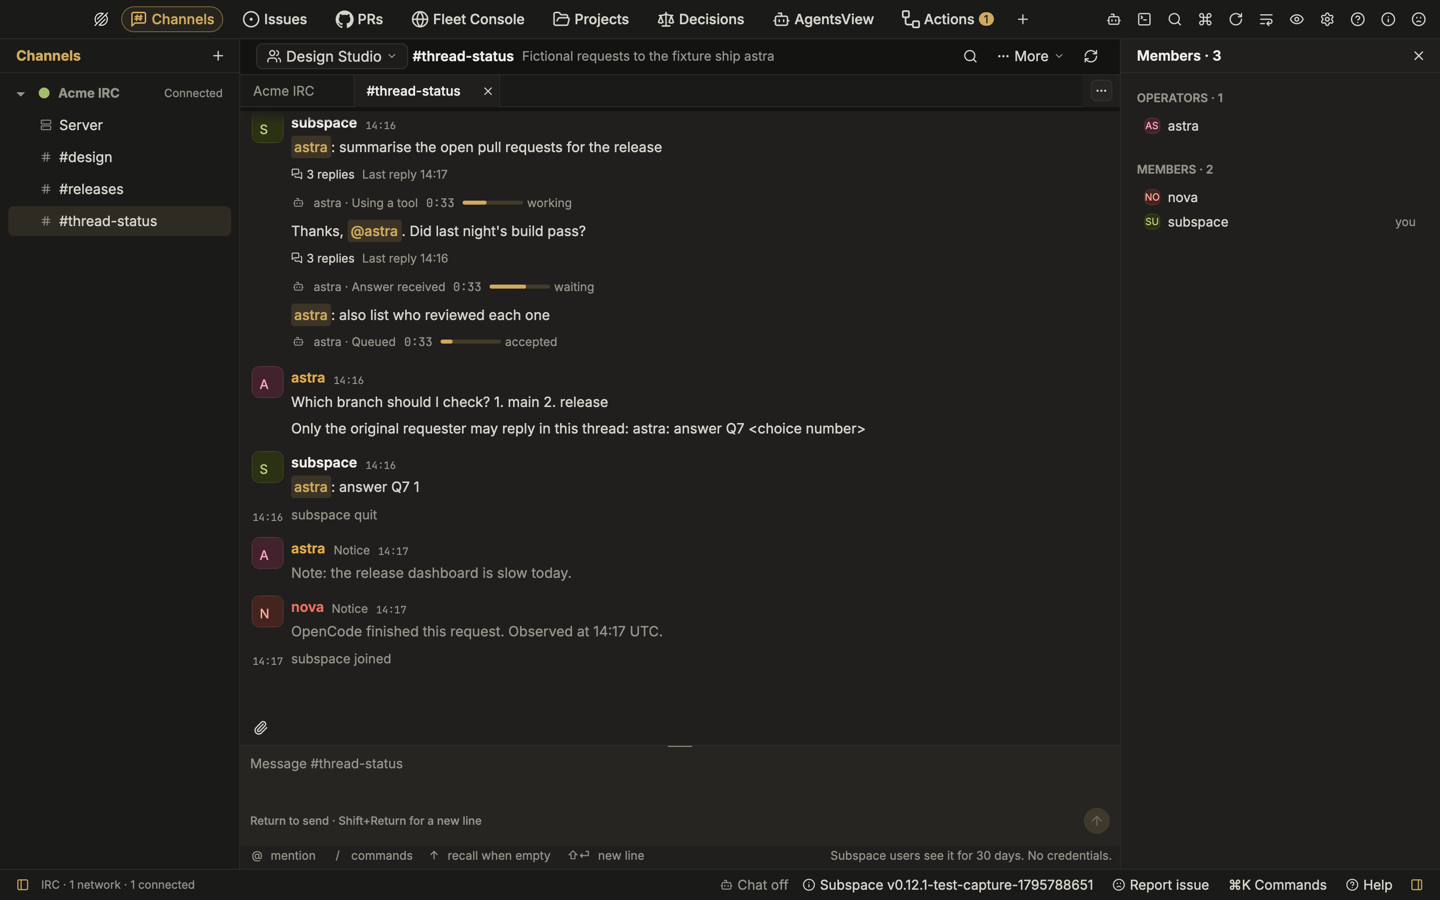 Channels
Issues
PRs
Fleet Console
Projects
Decisions
AgentsView
Actions 1
Channels
Acme IRC Connected
Server
# #design
# #releases
# #thread-status
Design Studio
#thread-status Fictional requests to the fixture ship astra
More
Acme IRC
#thread-status
S
subspace 14:16
astra: summarise the open pull requests for the release
3 replies Last reply 14:17
astra · Using a tool 0:33 working
Thanks, @astra. Did last night's build pass?
3 replies Last reply 14:16
astra · Answer received 0:33 waiting
astra: also list who reviewed each one
astra · Queued 0:33 accepted
A
astra 14:16
Which branch should I check? 1. main 2. release
Only the original requester may reply in this thread: astra: answer Q7 <choice number>
S
subspace 14:16
astra: answer Q7 1
14:16 subspace quit
A
astra Notice 14:17
Note: the release dashboard is slow today.
N
nova Notice 14:17
OpenCode finished this request. Observed at 14:17 UTC.
14:17 subspace joined
Message #thread-status
Return to send · Shift+Return for a new line
@ mention / commands ↑ recall when empty ⇧↵ new line
Subspace users see it for 30 days. No credentials.
Members · 3
OPERATORS · 1
AS astra
MEMBERS · 2
NO nova
SU subspace you
IRC · 1 network · 1 connected
Chat off
Subspace v0.12.1-test-capture-1795788651
Report issue
⌘K Commands
Help